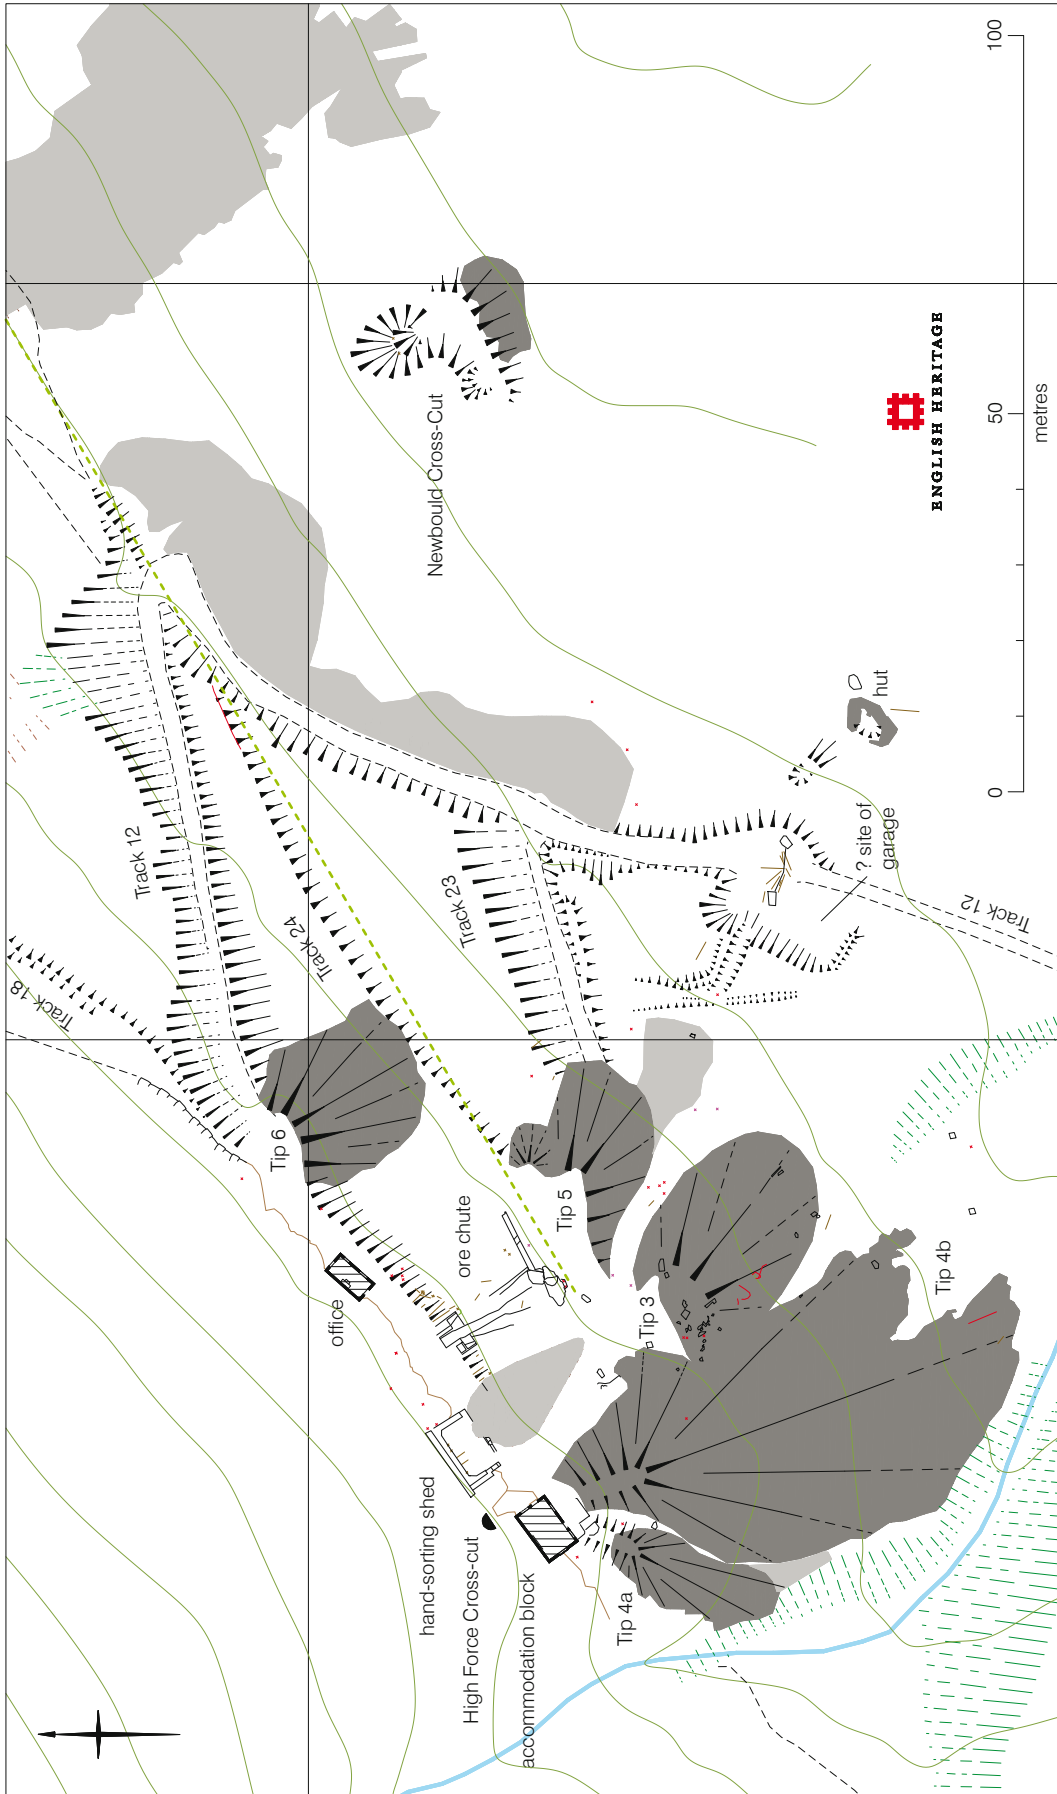 Track 18
Track 12
Track 24
Track 23
Tip 6
office
ore chute
Tip 5
hand-sorting shed
High Force Cross-cut
accommodation block
Tip 4a
Tip 3
Tip 4b
Newbould Cross-Cut
hut
? site of
garage
Track 12
ENGLISH HERITAGE
0
50
100
metres